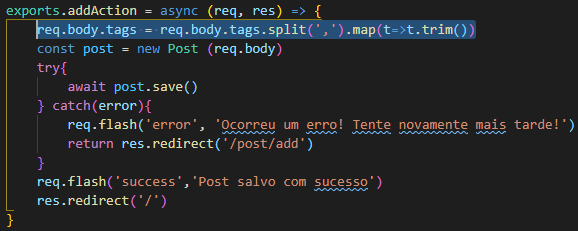 exports.addAction = async (req, res) => {
    req.body.tags = req.body.tags.split(',').map(t=>t.trim())
    const post = new Post (req.body)
    try{
        await post.save()
    } catch(error){
        req.flash('error', 'Ocorreu um erro! Tente novamente mais tarde!')
        return res.redirect('/post/add')
    }
    req.flash('success','Post salvo com sucesso')
    res.redirect('/')
}